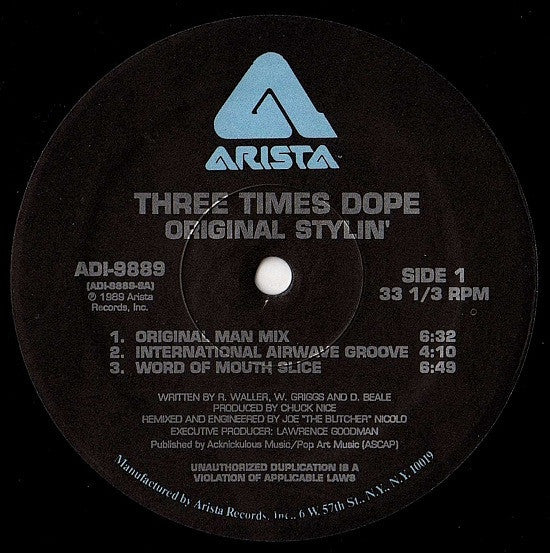 ARISTA™
THREE TIMES DOPE
ORIGINAL STYLIN'
ADI-9889
(ADI-9889-SA)
℗ 1989 Arista
Records, Inc.
SIDE 1
33 1/3 RPM
1. ORIGINAL MAN MIX 6:32
2. INTERNATIONAL AIRWAVE GROOVE 4:10
3. WORD OF MOUTH SLICE 6:49
WRITTEN BY R. WALLER, W. GRIGGS AND D. BEALE
PRODUCED BY CHUCK NICE
REMIXED AND ENGINEERED BY JOE "THE BUTCHER" NICOLO
EXECUTIVE PRODUCER: LAWRENCE GOODMAN
Published by Acknickulous Music/Pop Art Music (ASCAP)
UNAUTHORIZED DUPLICATION IS A
VIOLATION OF APPLICABLE LAWS
Manufactured by Arista Records, Inc., 6 W. 57th St., N.Y., N.Y. 10019